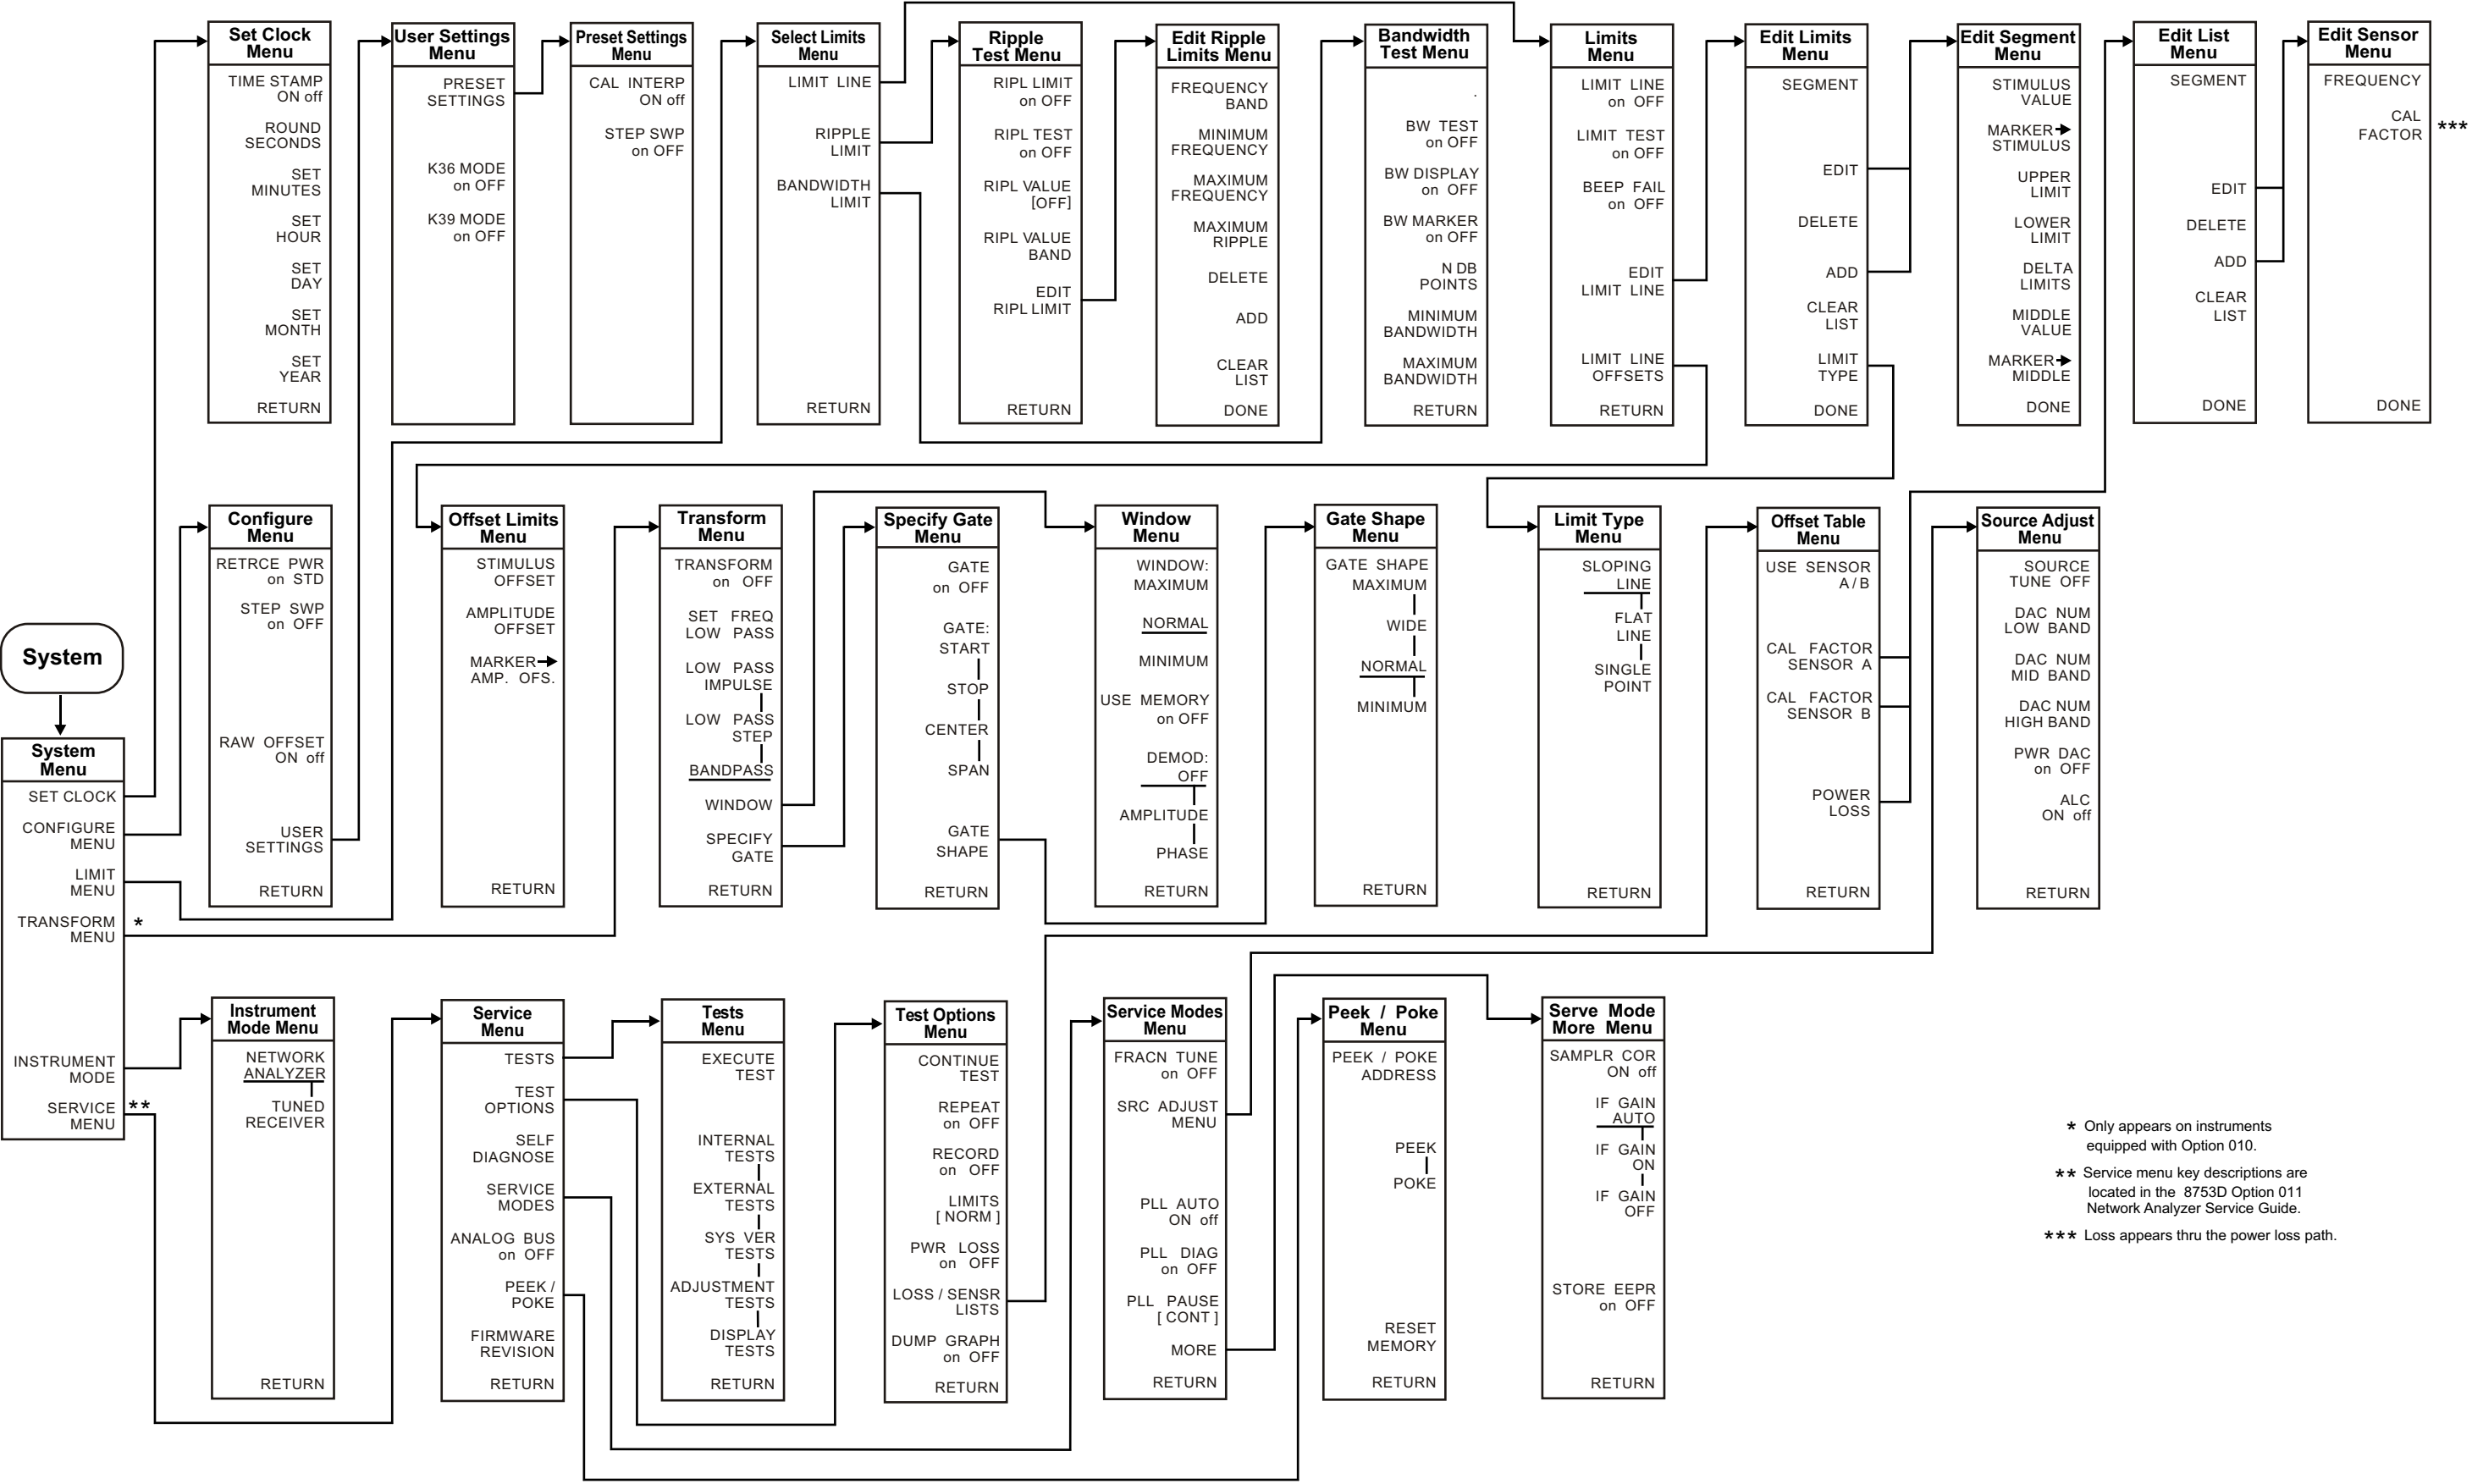 Set Clock
Menu
TIME STAMP
ON off
ROUND
SECONDS
SET
MINUTES
SET
HOUR
SET
DAY
SET
MONTH
SET
YEAR
RETURN
User Settings
Menu
PRESET
SETTINGS
K36 MODE
on OFF
K39 MODE
on OFF
Preset Settings
Menu
CAL INTERP
ON off
STEP SWP
on OFF
Select Limits
Menu
LIMIT LINE
RIPPLE
LIMIT
BANDWIDTH
LIMIT
RETURN
Ripple
Test Menu
RIPL LIMIT
on OFF
RIPL TEST
on OFF
RIPL VALUE
[OFF]
RIPL VALUE
BAND
EDIT
RIPL LIMIT
RETURN
Edit Ripple
Limits Menu
FREQUENCY
BAND
MINIMUM
FREQUENCY
MAXIMUM
FREQUENCY
MAXIMUM
RIPPLE
DELETE
ADD
CLEAR
LIST
DONE
Bandwidth
Test Menu
.
BW TEST
on OFF
BW DISPLAY
on OFF
BW MARKER
on OFF
N DB
POINTS
MINIMUM
BANDWIDTH
MAXIMUM
BANDWIDTH
RETURN
Limits
Menu
LIMIT LINE
on OFF
LIMIT TEST
on OFF
BEEP FAIL
on OFF
EDIT
LIMIT LINE
LIMIT LINE
OFFSETS
RETURN
Edit Limits
Menu
SEGMENT
EDIT
DELETE
ADD
CLEAR
LIST
LIMIT
TYPE
DONE
Edit Segment
Menu
STIMULUS
VALUE
MARKER→
STIMULUS
UPPER
LIMIT
LOWER
LIMIT
DELTA
LIMITS
MIDDLE
VALUE
MARKER→
MIDDLE
DONE
Edit List
Menu
SEGMENT
EDIT
DELETE
ADD
CLEAR
LIST
DONE
Edit Sensor
Menu
FREQUENCY
CAL
FACTOR ***
DONE
System
System
Menu
SET CLOCK
CONFIGURE
MENU
LIMIT
MENU
TRANSFORM *
MENU
INSTRUMENT
MODE
SERVICE **
MENU
Configure
Menu
RETRCE PWR
on STD
STEP SWP
on OFF
RAW OFFSET
ON off
USER
SETTINGS
RETURN
Offset Limits
Menu
STIMULUS
OFFSET
AMPLITUDE
OFFSET
MARKER→
AMP. OFS.
RETURN
Transform
Menu
TRANSFORM
on OFF
SET FREQ
LOW PASS
LOW PASS
IMPULSE
LOW PASS
STEP
BANDPASS
WINDOW
SPECIFY
GATE
RETURN
Specify Gate
Menu
GATE
on OFF
GATE:
START
STOP
CENTER
SPAN
GATE
SHAPE
RETURN
Window
Menu
WINDOW:
MAXIMUM
NORMAL
MINIMUM
USE MEMORY
on OFF
DEMOD:
OFF
AMPLITUDE
PHASE
RETURN
Gate Shape
Menu
GATE SHAPE
MAXIMUM
WIDE
NORMAL
MINIMUM
RETURN
Limit Type
Menu
SLOPING
LINE
FLAT
LINE
SINGLE
POINT
RETURN
Offset Table
Menu
USE SENSOR
A / B
CAL FACTOR
SENSOR A
CAL FACTOR
SENSOR B
POWER
LOSS
RETURN
Source Adjust
Menu
SOURCE
TUNE OFF
DAC NUM
LOW BAND
DAC NUM
MID BAND
DAC NUM
HIGH BAND
PWR DAC
on OFF
ALC
ON off
RETURN
Instrument
Mode Menu
NETWORK
ANALYZER
TUNED
RECEIVER
RETURN
Service
Menu
TESTS
TEST
OPTIONS
SELF
DIAGNOSE
SERVICE
MODES
ANALOG BUS
on OFF
PEEK /
POKE
FIRMWARE
REVISION
RETURN
Tests
Menu
EXECUTE
TEST
INTERNAL
TESTS
EXTERNAL
TESTS
SYS VER
TESTS
ADJUSTMENT
TESTS
DISPLAY
TESTS
RETURN
Test Options
Menu
CONTINUE
TEST
REPEAT
on OFF
RECORD
on OFF
LIMITS
[ NORM ]
PWR LOSS
on OFF
LOSS / SENSR
LISTS
DUMP GRAPH
on OFF
RETURN
Service Modes
Menu
FRACN TUNE
on OFF
SRC ADJUST
MENU
PLL AUTO
ON off
PLL DIAG
on OFF
PLL PAUSE
[ CONT ]
MORE
RETURN
Peek / Poke
Menu
PEEK / POKE
ADDRESS
PEEK
POKE
RESET
MEMORY
RETURN
Serve Mode
More Menu
SAMPLR COR
ON off
IF GAIN
AUTO
IF GAIN
ON
IF GAIN
OFF
STORE EEPR
on OFF
RETURN
* Only appears on instruments
equipped with Option 010.
** Service menu key descriptions are
located in the 8753D Option 011
Network Analyzer Service Guide.
*** Loss appears thru the power loss path.